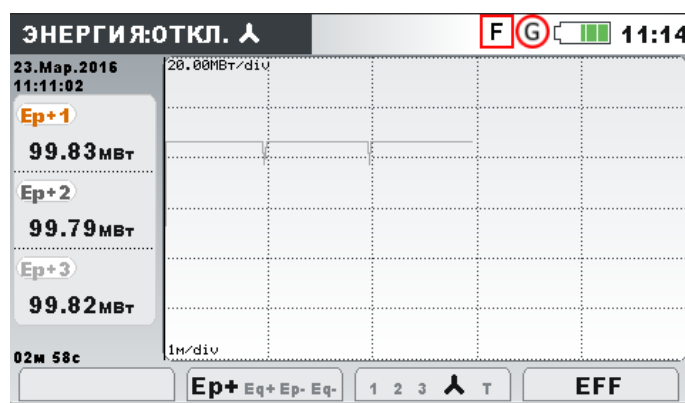 ЭНЕРГИЯ:ОТКЛ. F G 11:14
23.Мар.2016
11:11:02
20.00МВт/div
Ep+1
99.83МВт
Ep+2
99.79МВт
Ep+3
99.82МВт
02м 58с
1м/div
Ep+ Eq+ Ep- Eq- 1 2 3 T EFF